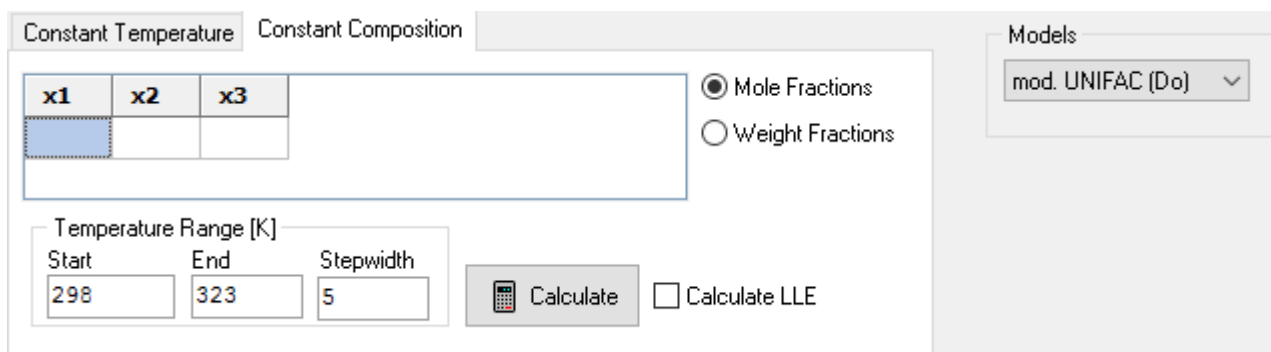 Constant Temperature
Constant Composition
Models
x1 x2 x3
Mole Fractions
mod. UNIFAC (Do)
Weight Fractions
Temperature Range [K]
Start End Stepwidth
298 323 5
Calculate
Calculate LLE